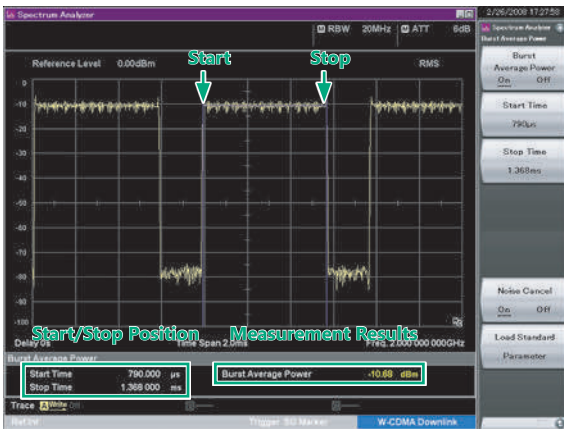 Spectrum Analyzer
2/26/2008 17:27:58
RBW 20MHz ATT 6dB
Spectrum Analyzer
Burst Average Power
Burst
Average Power
On Off
Start Time
790µs
Stop Time
1.368ms
Noise Cancel
On Off
Load Standard
Parameter
Start Stop
Reference Level 0.00dBm RMS
0
-10
-20
-30
-40
-50
-60
-70
-80
-90
-100
Start/Stop Position Measurement Results
Delay 0s Time Span 2.0ms Freq. 2.000 000 000GHz
Burst Average Power
Start Time 790.000 µs Burst Average Power -10.68 dBm
Stop Time 1.368 000 ms
Trace A Write Off
Ref.Int Trigger SG Marker W-CDMA Downlink